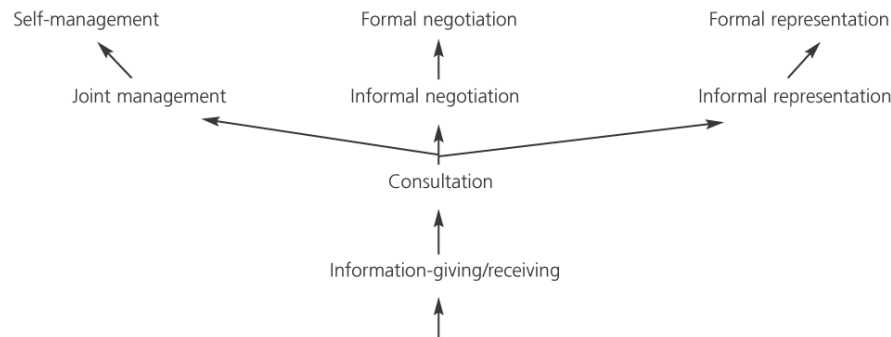 Self-management
Formal negotiation
Formal representation
Joint management
Informal negotiation
Informal representation
Consultation
Information-giving/receiving